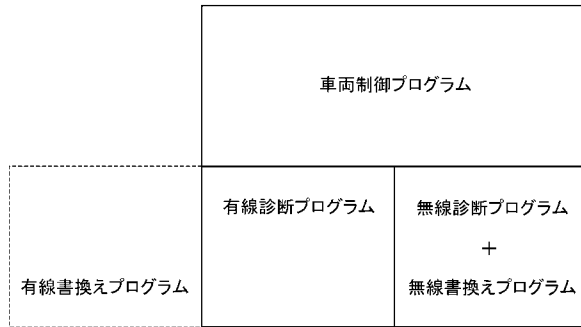 車両制御プログラム
有線診断プログラム
無線診断プログラム
+
有線書換えプログラム
無線書換えプログラム